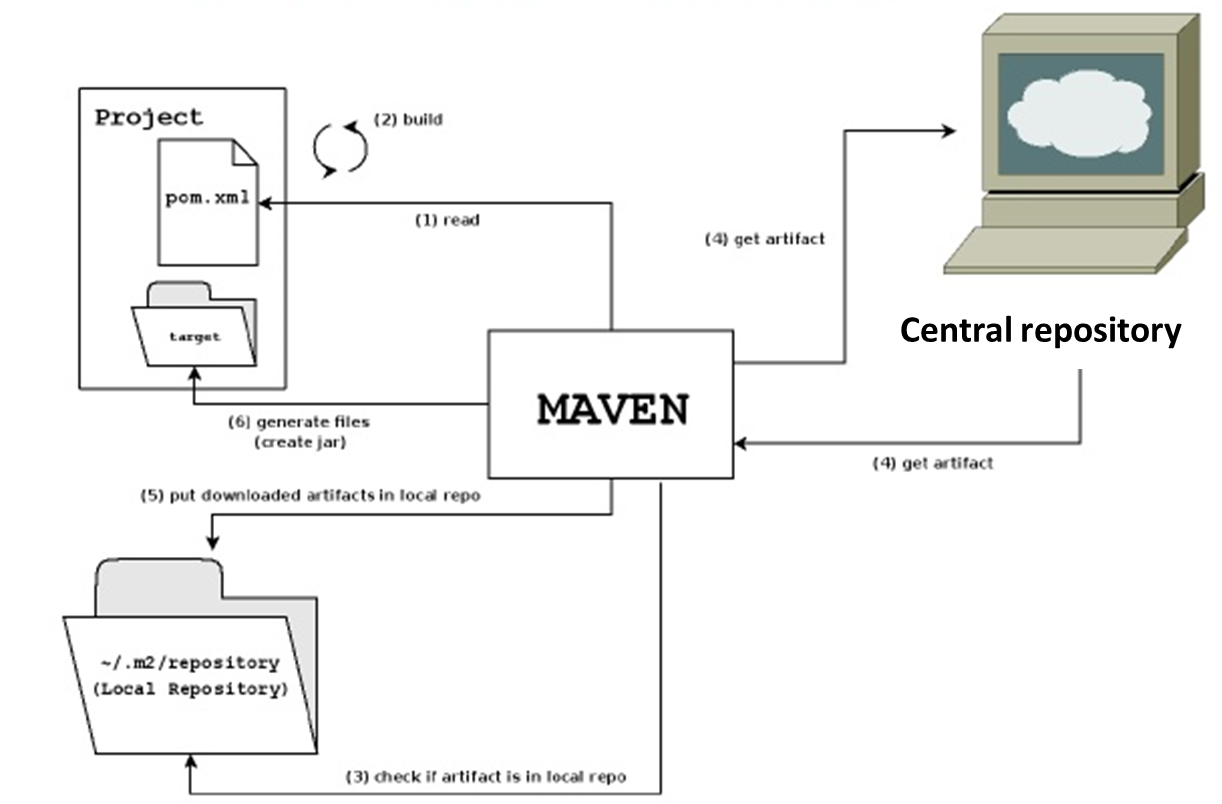 Project
(2) build
pom.xml
(1) read
(4) get artifact
target
Central repository
MAVEN
(6) generate files
(create jar)
(4) get artifact
(5) put downloaded artifacts in local repo
~/.m2/repository
(Local Repository)
(3) check if artifact is in local repo